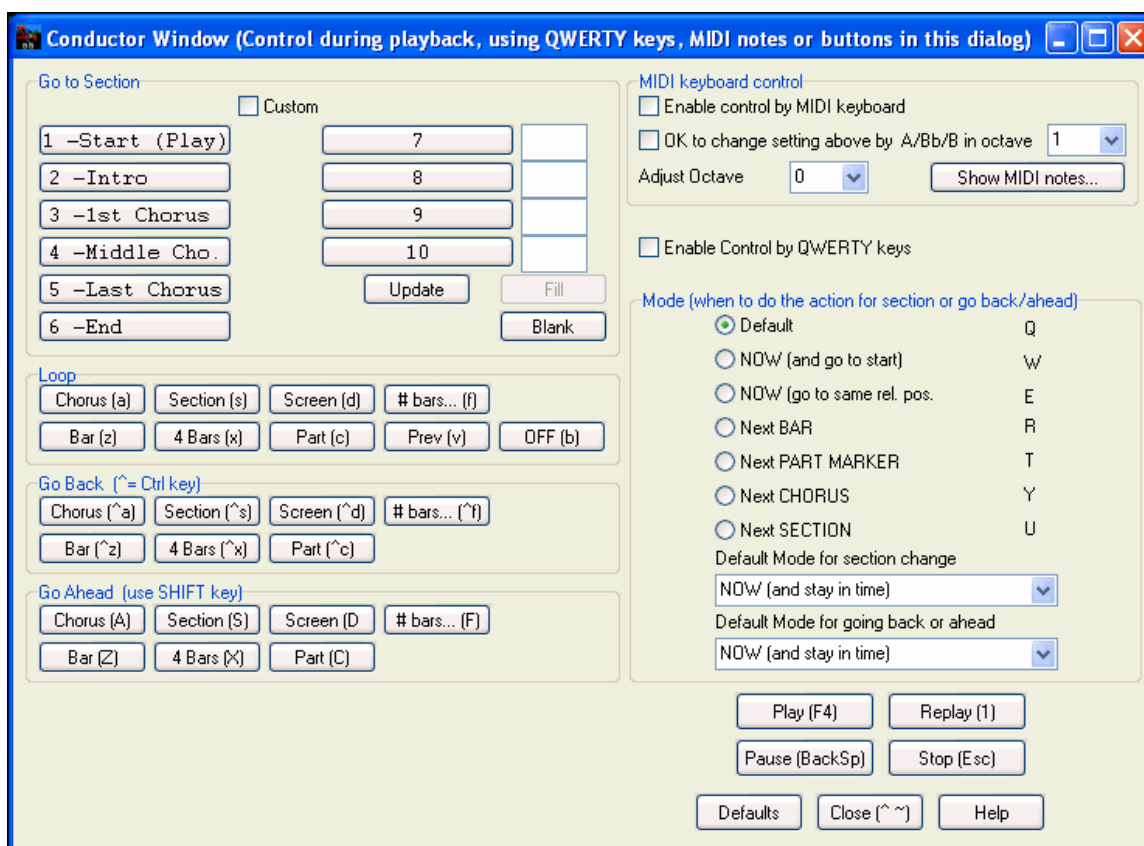 Conductor Window (Control during playback, using QWERTY keys, MIDI notes or buttons in this dialog)
Go to Section
Custom
1 -Start (Play) 7
2 -Intro 8
3 -1st Chorus 9
4 -Middle Cho. 10
5 -Last Chorus Update Fill
6 -End Blank
Loop
Chorus (a) Section (s) Screen (d) # bars... (f)
Bar (z) 4 Bars (x) Part (c) Prev (v) OFF (b)
Go Back (^= Ctrl key)
Chorus (^a) Section (^s) Screen (^d) # bars... (^f)
Bar (^z) 4 Bars (^x) Part (^c)
Go Ahead (use SHIFT key)
Chorus (A) Section (S) Screen (D # bars... (F)
Bar (Z) 4 Bars (X) Part (C)
MIDI keyboard control
Enable control by MIDI keyboard
OK to change setting above by A/Bb/B in octave 1
Adjust Octave 0 Show MIDI notes...
Enable Control by QWERTY keys
Mode (when to do the action for section or go back/ahead)
Default Q
NOW (and go to start) W
NOW (go to same rel. pos. E
Next BAR R
Next PART MARKER T
Next CHORUS Y
Next SECTION U
Default Mode for section change
NOW (and stay in time)
Default Mode for going back or ahead
NOW (and stay in time)
Play (F4) Replay (1)
Pause (BackSp) Stop (Esc)
Defaults Close (^ ~) Help